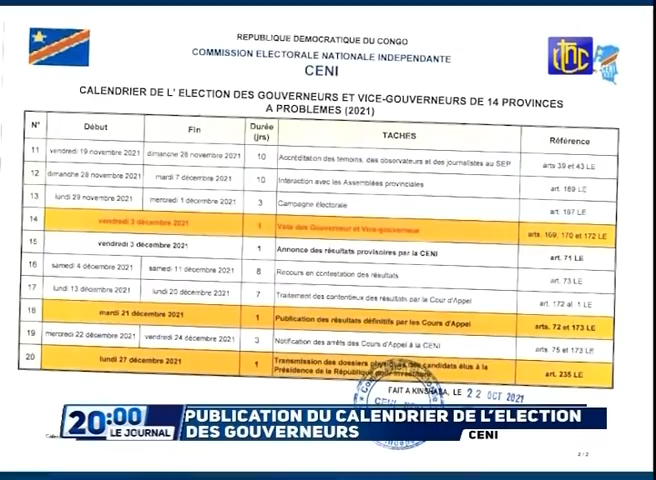 REPUBLIQUE DEMOCRATIQUE DU CONGO
COMMISSION ELECTORALE NATIONALE INDEPENDANTE
CENI
rtnc
CALENDRIER DE L' ELECTION DES GOUVERNEURS ET VICE-GOUVERNEURS DE 14 PROVINCES
A PROBLEMES (2021)
N° Début Fin Durée (jrs) TACHES Référence
11 vendredi 19 novembre 2021 dimanche 28 novembre 2021 10 Accréditation des témoins, des observateurs et des journalistes au SEP arts 39 et 43 LE
12 dimanche 28 novembre 2021 mardi 7 décembre 2021 10 Interaction avec les Assemblées provinciales art. 169 LE
13 lundi 29 novembre 2021 mercredi 1 décembre 2021 3 Campagne électorale art. 167 LE
14 vendredi 3 décembre 2021 1 Vote des Gouverneur et Vice-gouverneur arts. 169, 170 et 172 LE
15 vendredi 3 décembre 2021 1 Annonce des résultats provisoires par la CENI art. 71 LE
16 samedi 4 décembre 2021 samedi 11 décembre 2021 8 Recours en contestation des résultats art. 73 LE
17 lundi 13 décembre 2021 lundi 20 décembre 2021 7 Traitement des contentieux des résultats par la Cour d'Appel art. 172 al 1 LE
18 mardi 21 décembre 2021 1 Publication des résultats définitifs par les Cours d'Appel arts. 72 et 173 LE
19 mercredi 22 décembre 2021 vendredi 24 décembre 2021 3 Notification des arrêts des Cours d'Appel à la CENI arts. 75 et 173 LE
20 lundi 27 décembre 2021 1 Transmission des dossiers des candidats élus à la Présidence de la République art. 235 LE
FAIT A KINSHASA, LE 22 OCT 2021
20:00
LE JOURNAL
PUBLICATION DU CALENDRIER DE L'ELECTION
DES GOUVERNEURS
CENI
2 / 2